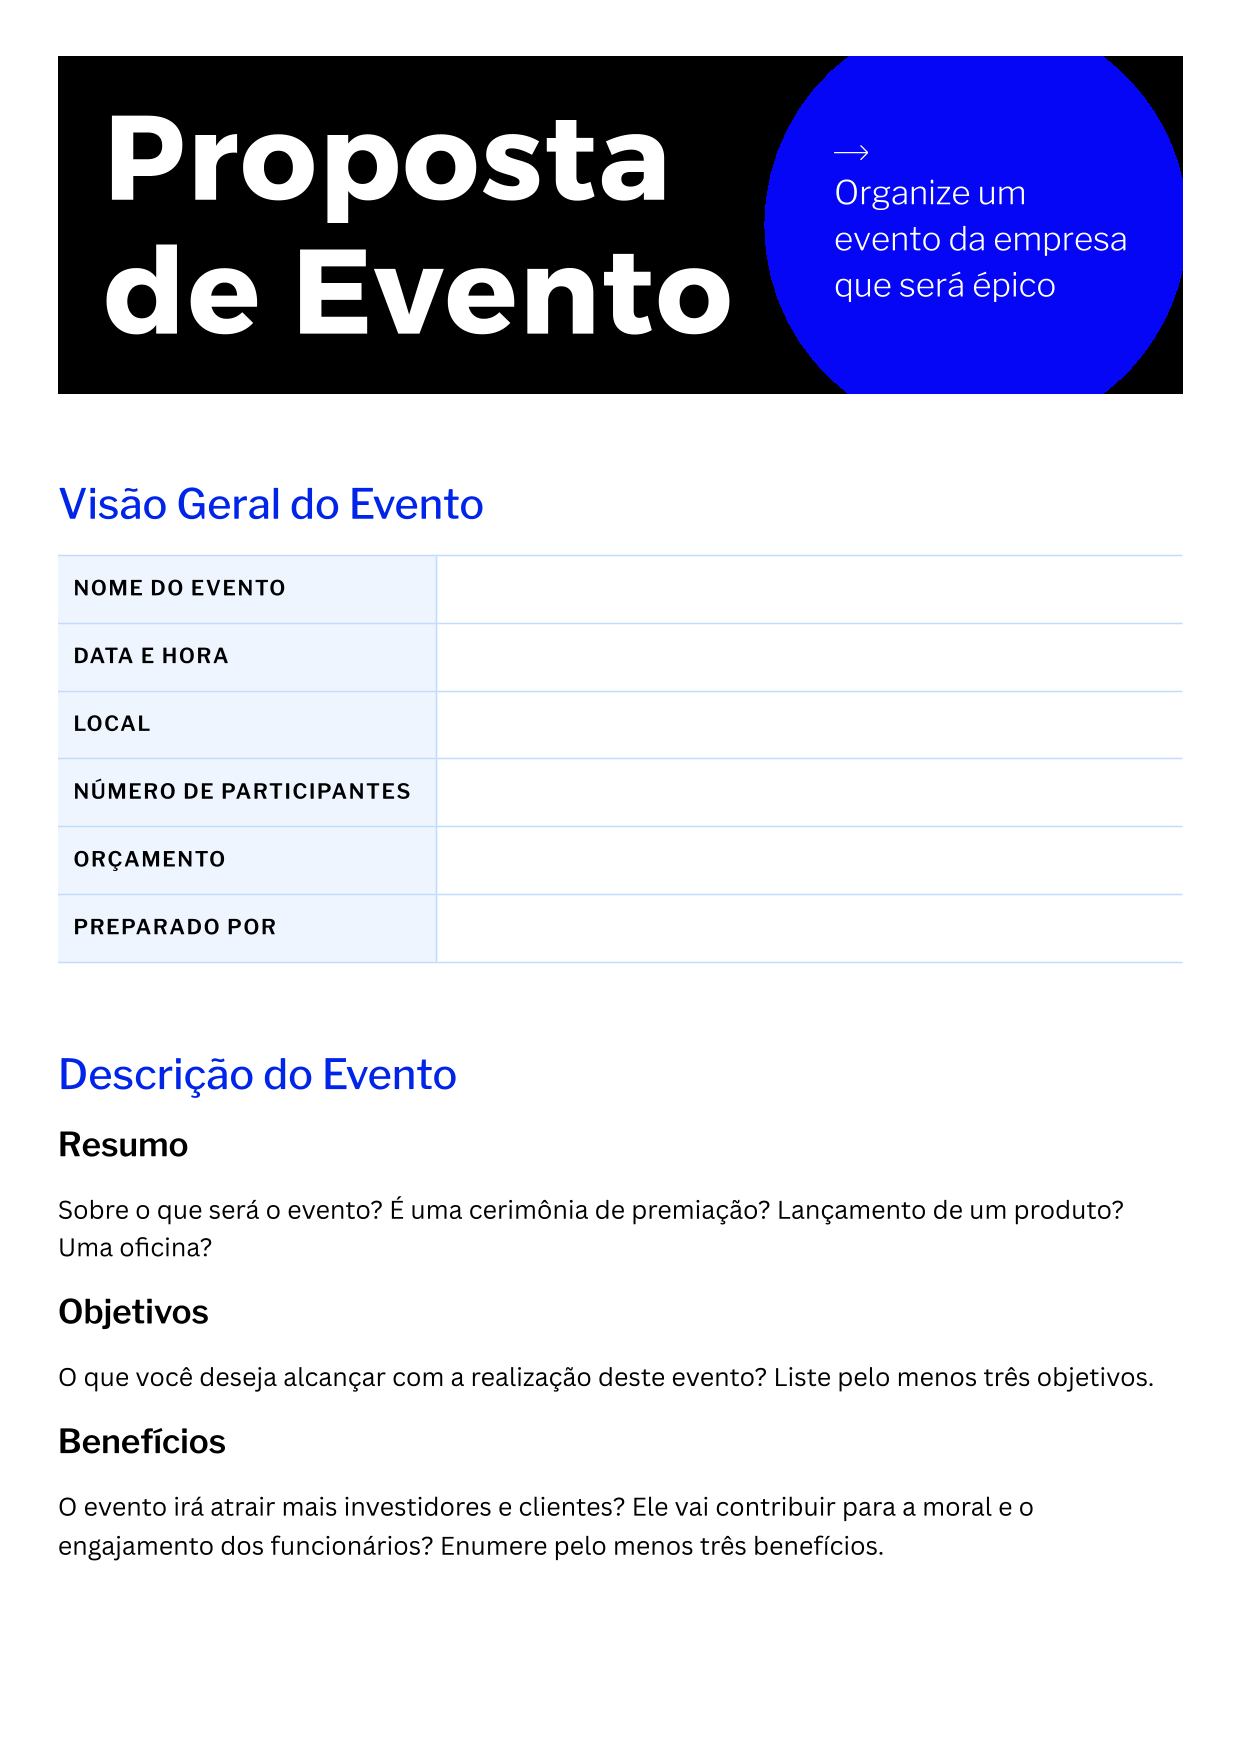 Proposta
de Evento
→
Organize um
evento da empresa
que será épico
Visão Geral do Evento
NOME DO EVENTO
DATA E HORA
LOCAL
NÚMERO DE PARTICIPANTES
ORÇAMENTO
PREPARADO POR
Descrição do Evento
Resumo
Sobre o que será o evento? É uma cerimônia de premiação? Lançamento de um produto?
Uma oficina?
Objetivos
O que você deseja alcançar com a realização deste evento? Liste pelo menos três objetivos.
Benefícios
O evento irá atrair mais investidores e clientes? Ele vai contribuir para a moral e o
engajamento dos funcionários? Enumere pelo menos três benefícios.